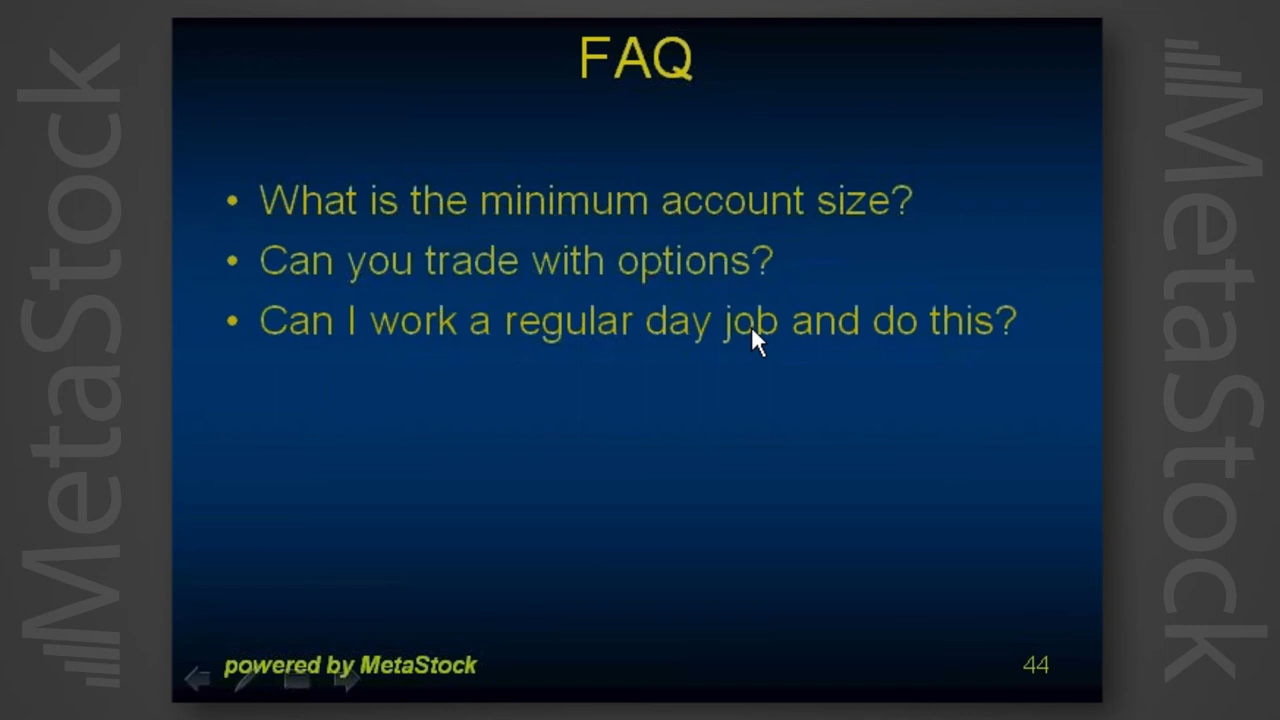 FAQ
• What is the minimum account size?
• Can you trade with options?
• Can I work a regular day job and do this?
powered by MetaStock
44
MetaStock
MetaStock